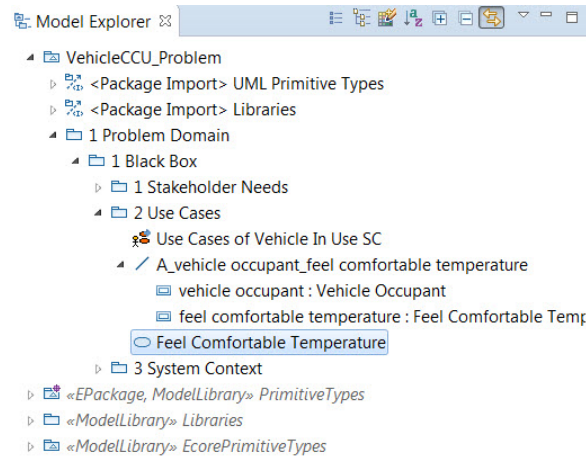 Model Explorer
VehicleCCU_Problem
<Package Import> UML Primitive Types
<Package Import> Libraries
1 Problem Domain
1 Black Box
1 Stakeholder Needs
2 Use Cases
Use Cases of Vehicle In Use SC
A_vehicle occupant_feel comfortable temperature
vehicle occupant : Vehicle Occupant
feel comfortable temperature : Feel Comfortable Temp
Feel Comfortable Temperature
3 System Context
«EPackage, ModelLibrary» PrimitiveTypes
«ModelLibrary» Libraries
«ModelLibrary» EcorePrimitiveTypes